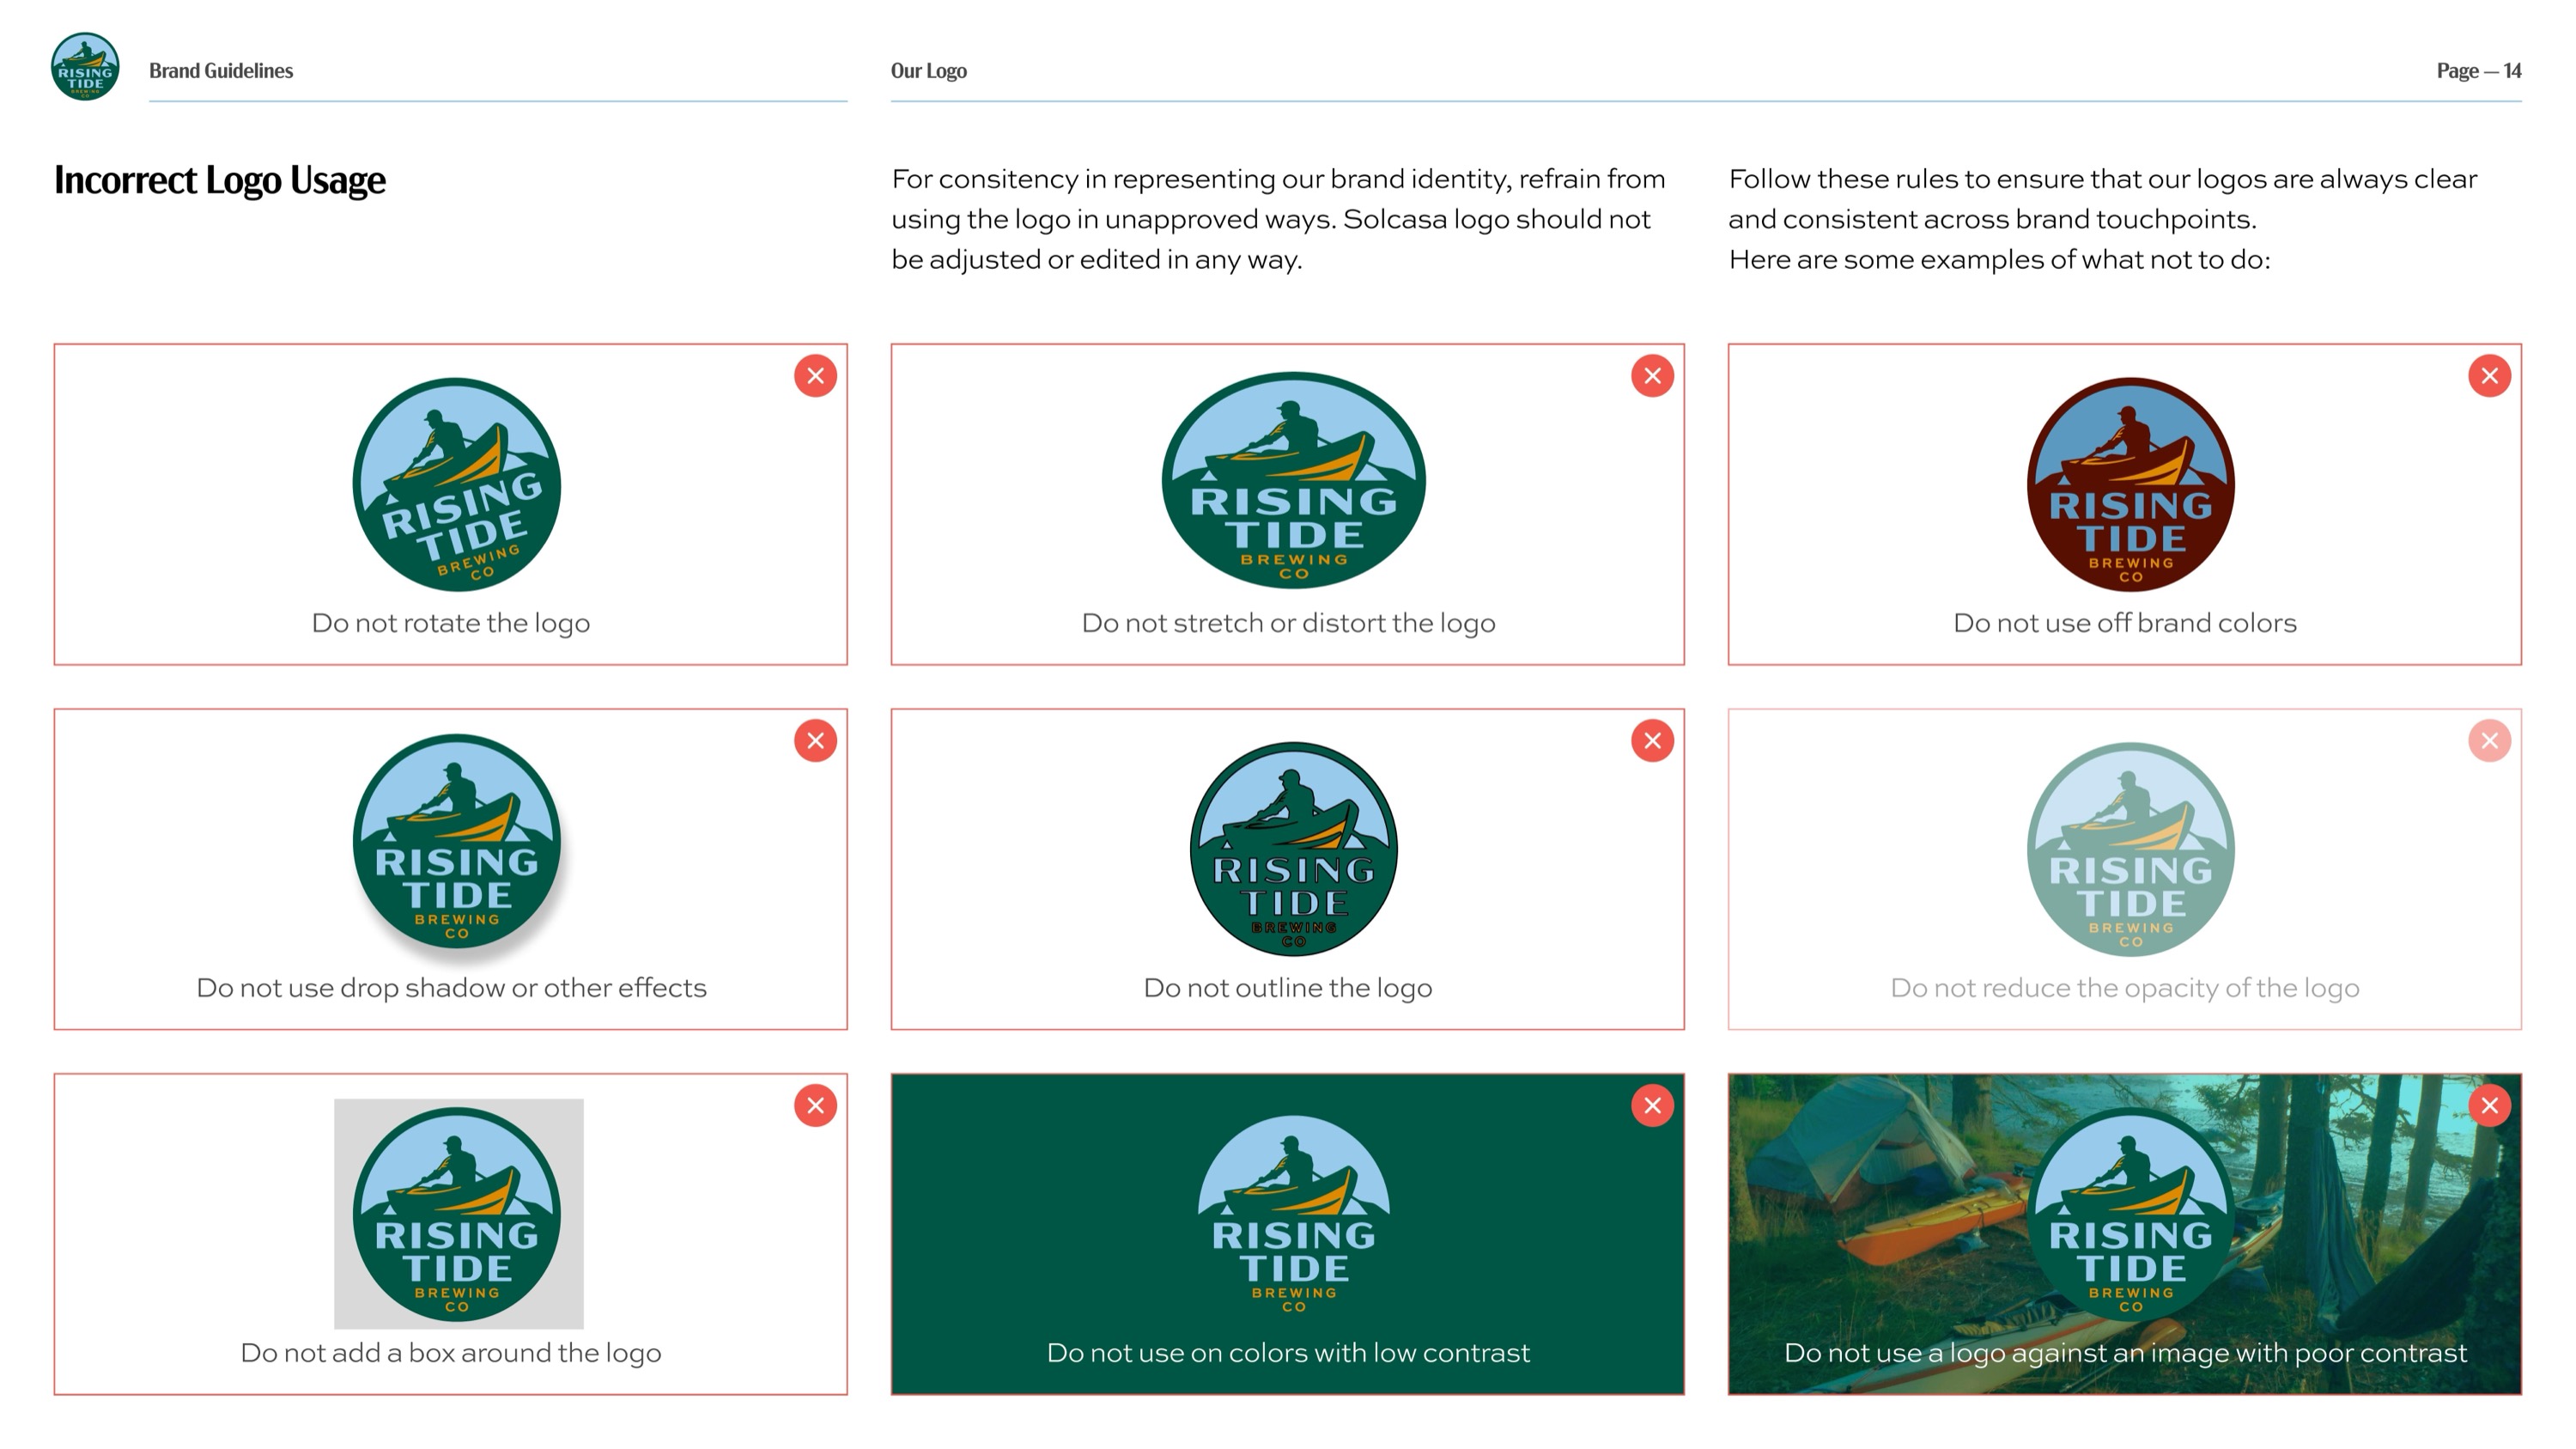 RISING
TIDE
BREWING
CO
Brand Guidelines
Our Logo
Page — 14
Incorrect Logo Usage
For consitency in representing our brand identity, refrain from
using the logo in unapproved ways. Solcasa logo should not
be adjusted or edited in any way.
Follow these rules to ensure that our logos are always clear
and consistent across brand touchpoints.
Here are some examples of what not to do:
RISING
TIDE
BREWING
CO
Do not rotate the logo
RISING
TIDE
BREWING
CO
Do not stretch or distort the logo
RISING
TIDE
BREWING
CO
Do not use off brand colors
RISING
TIDE
BREWING
CO
Do not use drop shadow or other effects
RISING
TIDE
BREWING
CO
Do not outline the logo
RISING
TIDE
BREWING
CO
Do not reduce the opacity of the logo
RISING
TIDE
BREWING
CO
Do not add a box around the logo
RISING
TIDE
BREWING
CO
Do not use on colors with low contrast
RISING
TIDE
BREWING
CO
Do not use a logo against an image with poor contrast